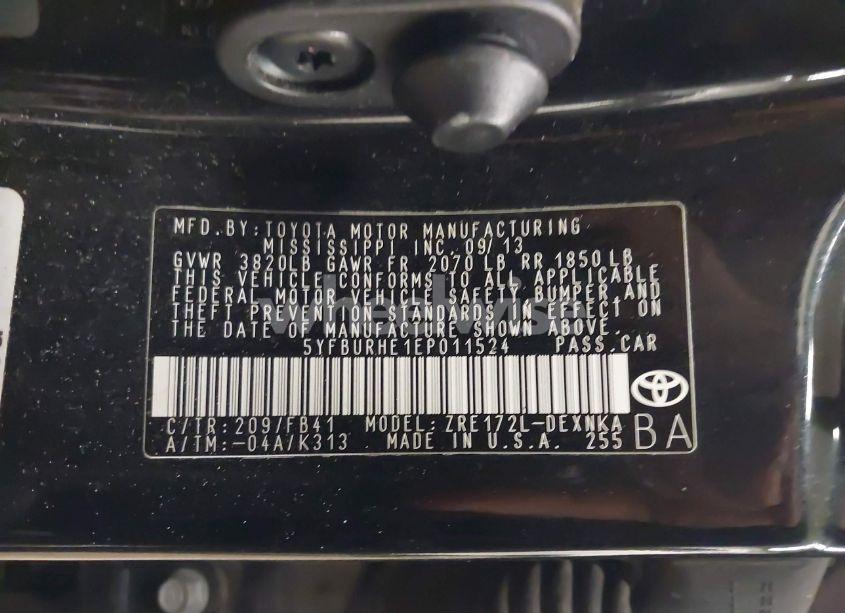 MFD. BY: TOYOTA MOTOR MANUFACTURING
MISSISSIPPI INC. 09/13
GVWR 3820LB GAWR FR 2070 LB RR 1850 LB
THIS VEHICLE CONFORMS TO ALL APPLICABLE
FEDERAL MOTOR VEHICLE SAFETY BUMPER AND
THEFT PREVENTION STANDARDS IN EFFECT ON
THE DATE OF MANUFACTURE SHOWN ABOVE.
5YFBURHE1EP011524 PASS.CAR
C/TR: 209/FB41 MODEL: ZRE172L-DEXNKA
A/TM: -04A/K313 MADE IN U.S.A. 255 BA